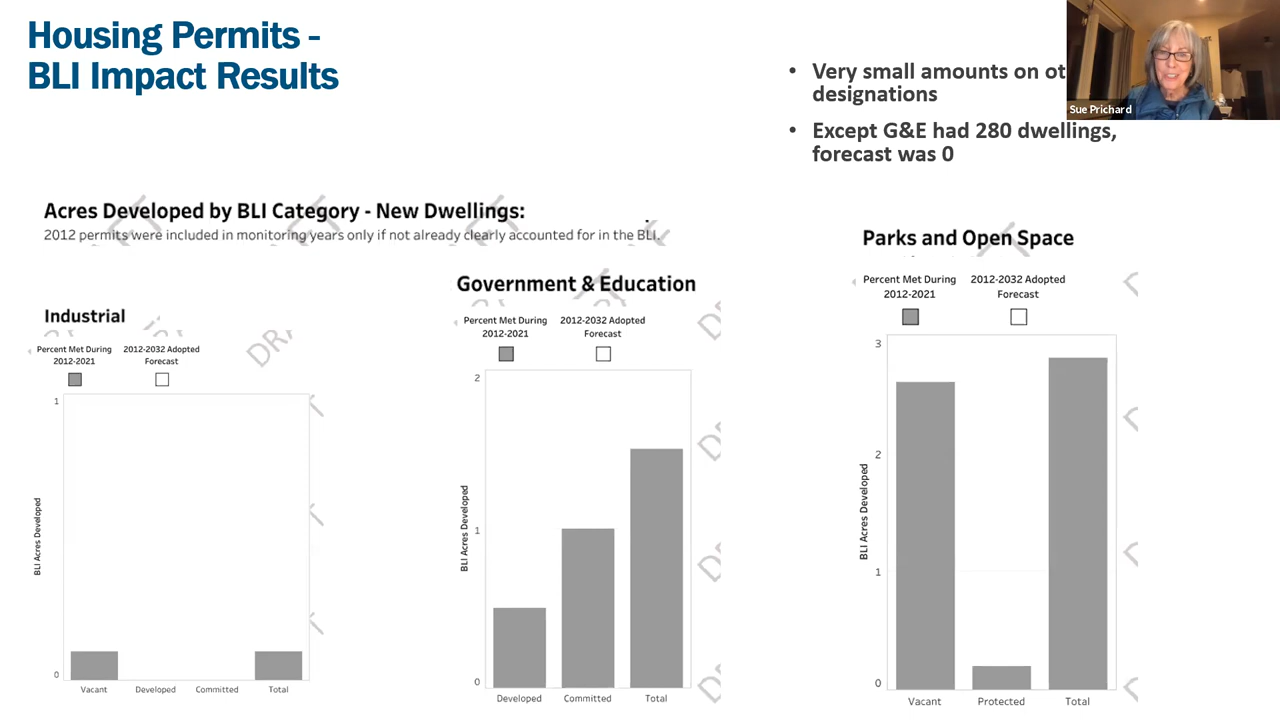 Housing Permits -
BLI Impact Results
• Very small amounts on ot
designations
• Except G&E had 280 dwellings,
forecast was 0
Sue Prichard
Acres Developed by BLI Category - New Dwellings:
2012 permits were included in monitoring years only if not already clearly accounted for in the BLI.
Industrial
Percent Met During
2012-2021
2012-2032 Adopted
Forecast
BLI Acres Developed
1
0
Vacant Developed Committed Total
Government & Education
Percent Met During
2012-2021
2012-2032 Adopted
Forecast
BLI Acres Developed
2
1
0
Developed Committed Total
Parks and Open Space
Percent Met During
2012-2021
2012-2032 Adopted
Forecast
BLI Acres Developed
3
2
1
0
Vacant Protected Total